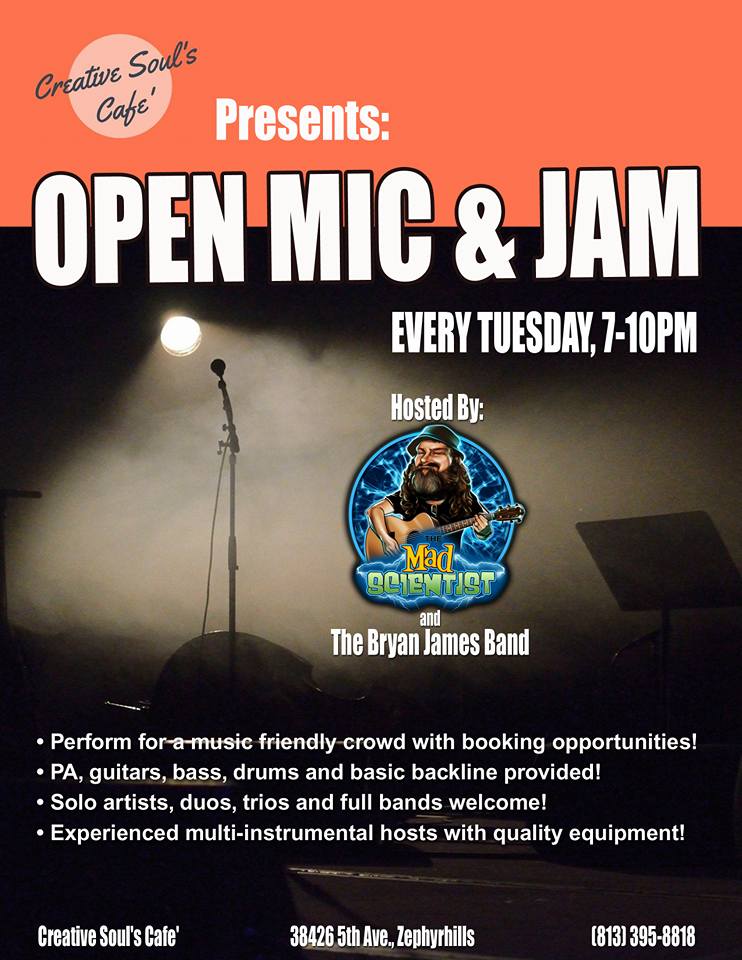 Creative Soul's
Cafe'
Presents:
OPEN MIC & JAM
EVERY TUESDAY, 7-10PM
Hosted By:
THE
Mad
SCIENTIST
and
The Bryan James Band
• Perform for a music friendly crowd with booking opportunities!
• PA, guitars, bass, drums and basic backline provided!
• Solo artists, duos, trios and full bands welcome!
• Experienced multi-instrumental hosts with quality equipment!
Creative Soul's Cafe' 38426 5th Ave., Zephyrhills (813) 395-8818